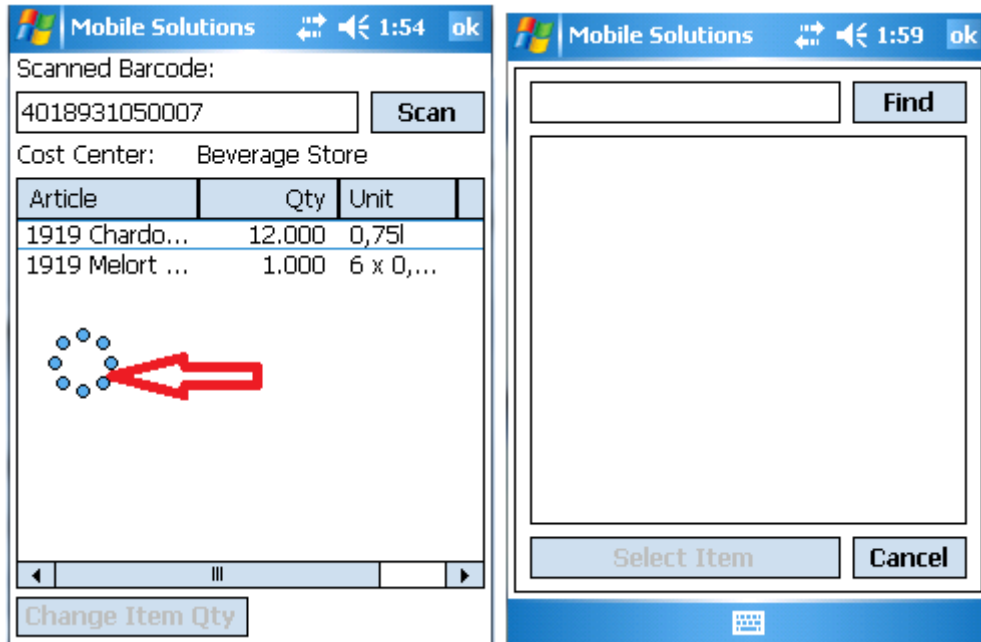 Mobile Solutions 1:54 ok
Scanned Barcode:
4018931050007 Scan
Cost Center: Beverage Store
Article Qty Unit
1919 Chardo... 12.000 0,75l
1919 Melort ... 1.000 6 x 0,...
Change Item Qty
Mobile Solutions 1:59 ok
Find
Select Item Cancel